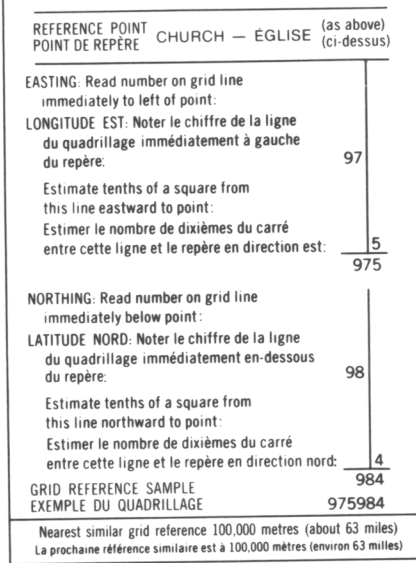 REFERENCE POINT
POINT DE REPÈRE CHURCH — ÉGLISE (as above)
(ci-dessus)
EASTING: Read number on grid line
immediately to left of point:
LONGITUDE EST: Noter le chiffre de la ligne
du quadrillage immédiatement à gauche
du repère: 97
Estimate tenths of a square from
this line eastward to point:
Estimer le nombre de dixièmes du carré
entre cette ligne et le repère en direction est: 5
975
NORTHING: Read number on grid line
immediately below point:
LATITUDE NORD: Noter le chiffre de la ligne
du quadrillage immédiatement en-dessous
du repère: 98
Estimate tenths of a square from
this line northward to point:
Estimer le nombre de dixièmes du carré
entre cette ligne et le repère en direction nord: 4
984
GRID REFERENCE SAMPLE
EXEMPLE DU QUADRILLAGE 975984
Nearest similar grid reference 100,000 metres (about 63 miles)
La prochaine référence similaire est à 100,000 mètres (environ 63 milles)